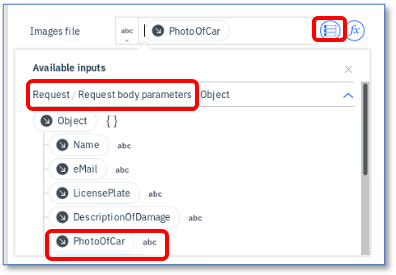 Images file abc PhotoOfCar fx
Available inputs
Request / Request body parameters Object
Object { }
Name abc
eMail abc
LicensePlate abc
DescriptionOfDamage abc
PhotoOfCar abc